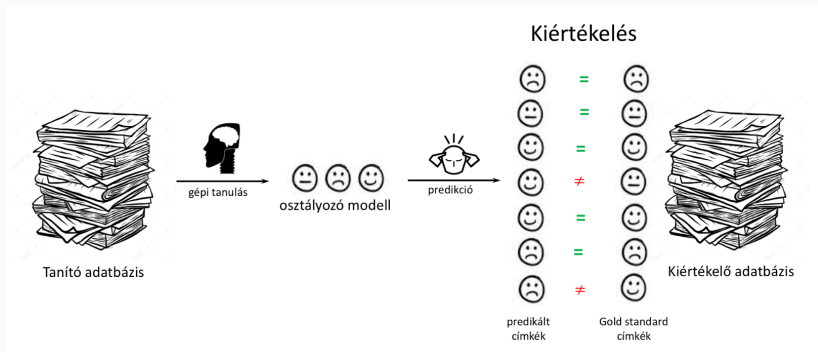 Kiértékelés
=
=
=
≠
=
=
≠
gépi tanulás
predikció
osztályozó modell
Tanító adatbázis
Kiértékelő adatbázis
predikált
címkék
Gold standard
címkék